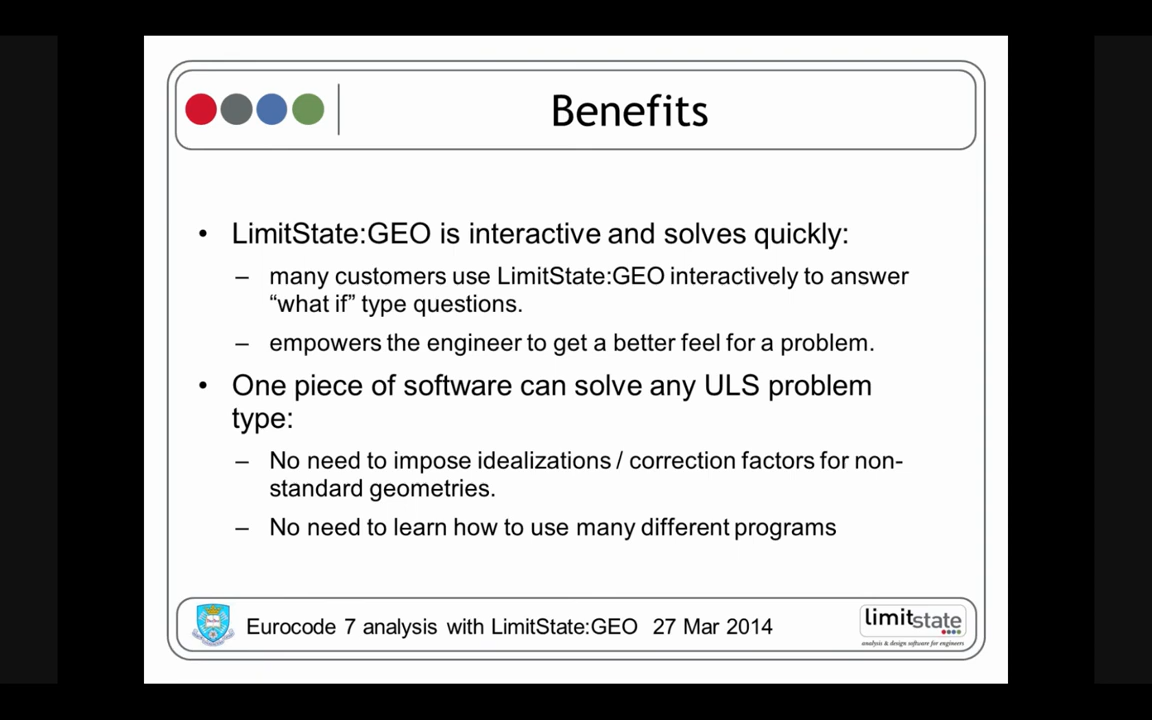 Benefits
• LimitState:GEO is interactive and solves quickly:
– many customers use LimitState:GEO interactively to answer
“what if” type questions.
– empowers the engineer to get a better feel for a problem.
• One piece of software can solve any ULS problem
type:
– No need to impose idealizations / correction factors for non-
standard geometries.
– No need to learn how to use many different programs
Eurocode 7 analysis with LimitState:GEO 27 Mar 2014
limitstate
analysis & design software for engineers